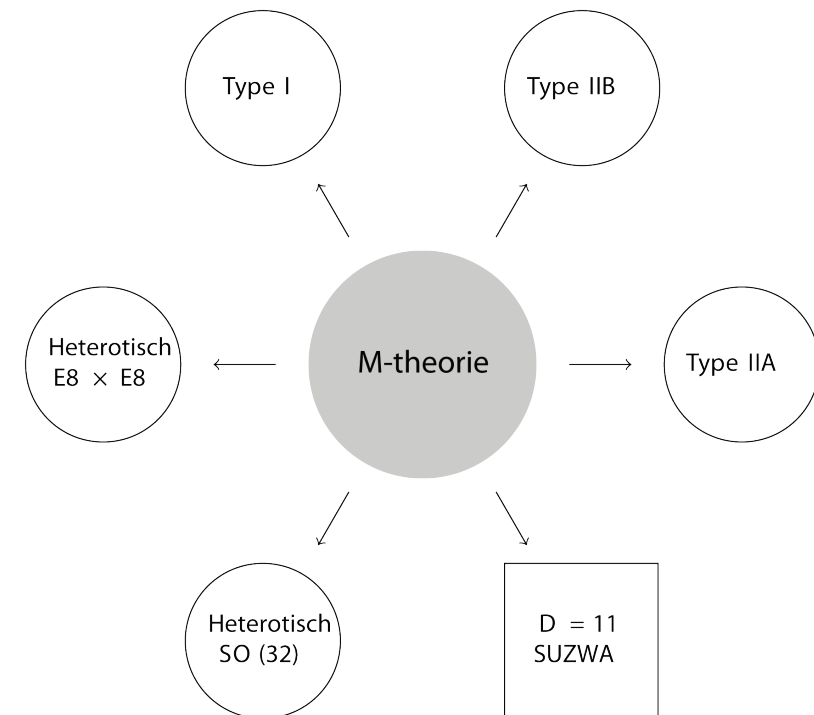 Type I
Type IIB
Heterotisch
E8 × E8
M-theorie
Type IIA
Heterotisch
SO (32)
D = 11
SUZWA